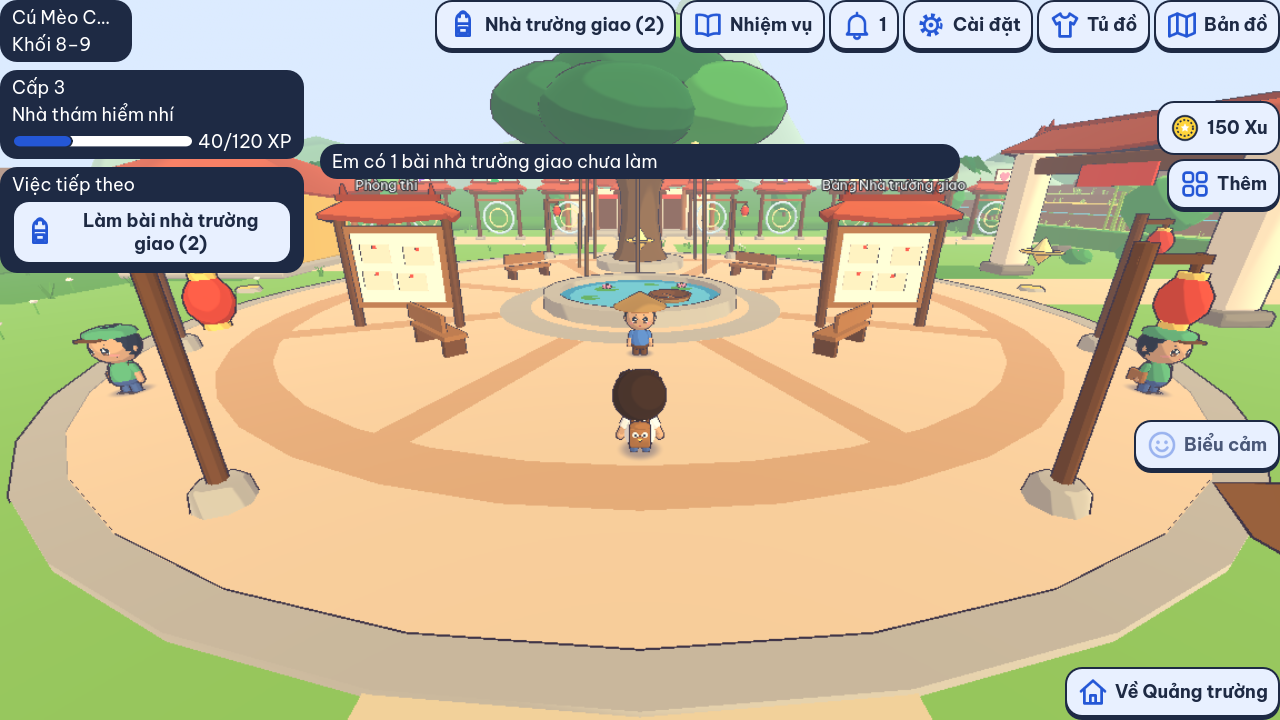 Cú Mèo C...
Khối 8–9
Nhà trường giao (2)
Nhiệm vụ
1
Cài đặt
Tủ đồ
Bản đồ
Cấp 3
Nhà thám hiểm nhí
40/120 XP
150 Xu
Thêm
Em có 1 bài nhà trường giao chưa làm
Việc tiếp theo
Làm bài nhà trường
giao (2)
Phòng thi
Bảng Nhà trường giao
Biểu cảm
Về Quảng trường